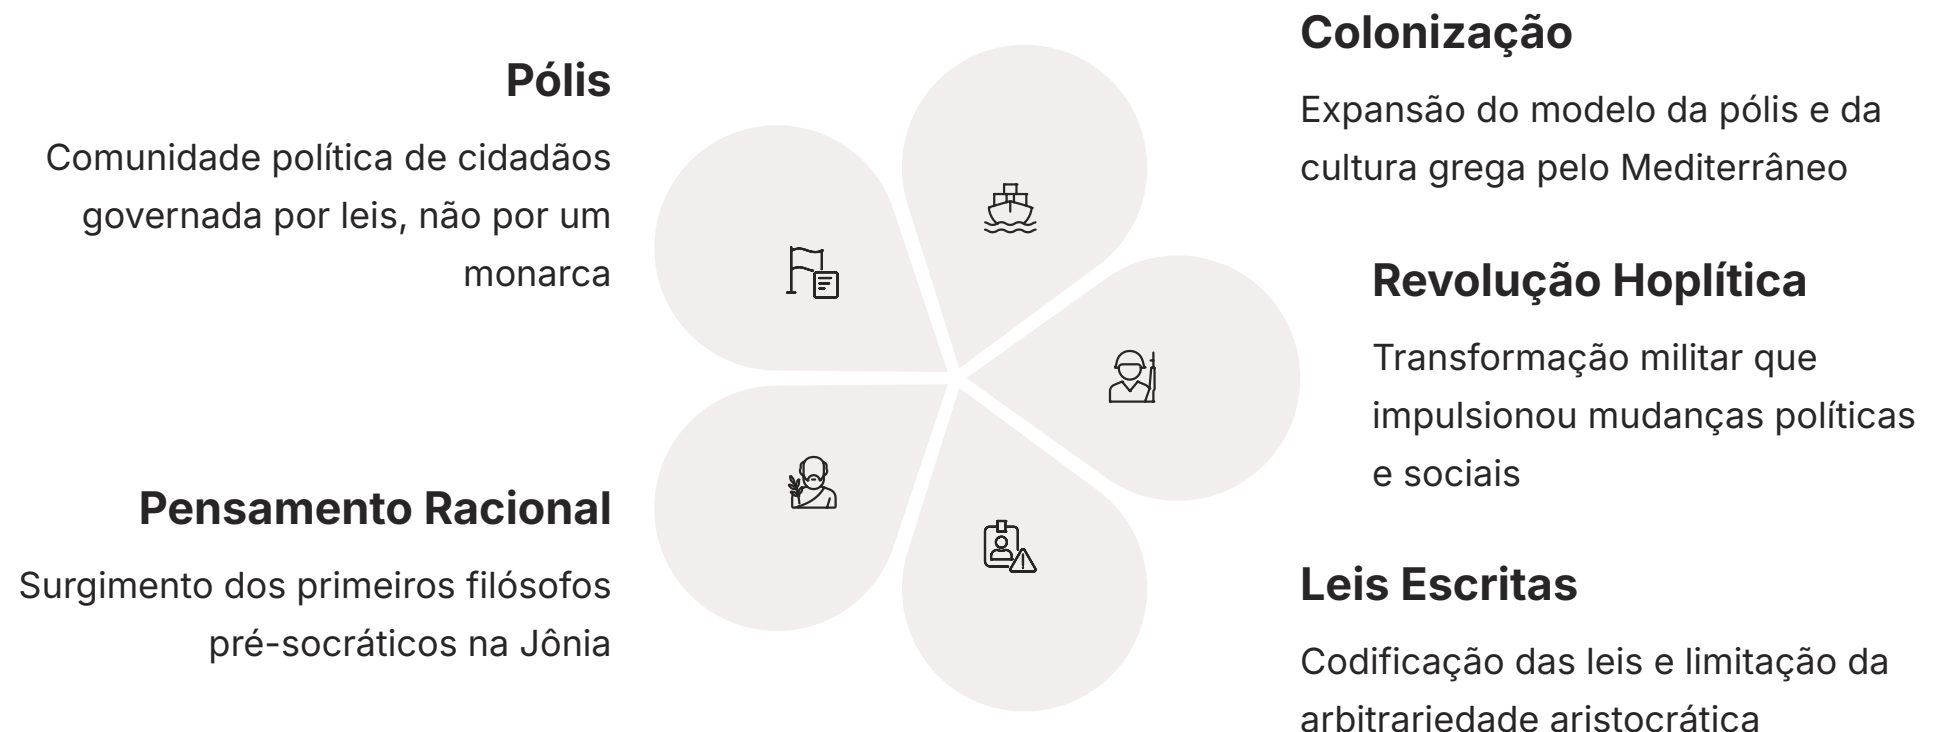 Pólis
Comunidade política de cidadãos
governada por leis, não por um
monarca
Colonização
Expansão do modelo da pólis e da
cultura grega pelo Mediterrâneo
Revolução Hoplítica
Transformação militar que
impulsionou mudanças políticas
e sociais
Leis Escritas
Codificação das leis e limitação da
arbitrariedade aristocrática
Pensamento Racional
Surgimento dos primeiros filósofos
pré-socráticos na Jônia